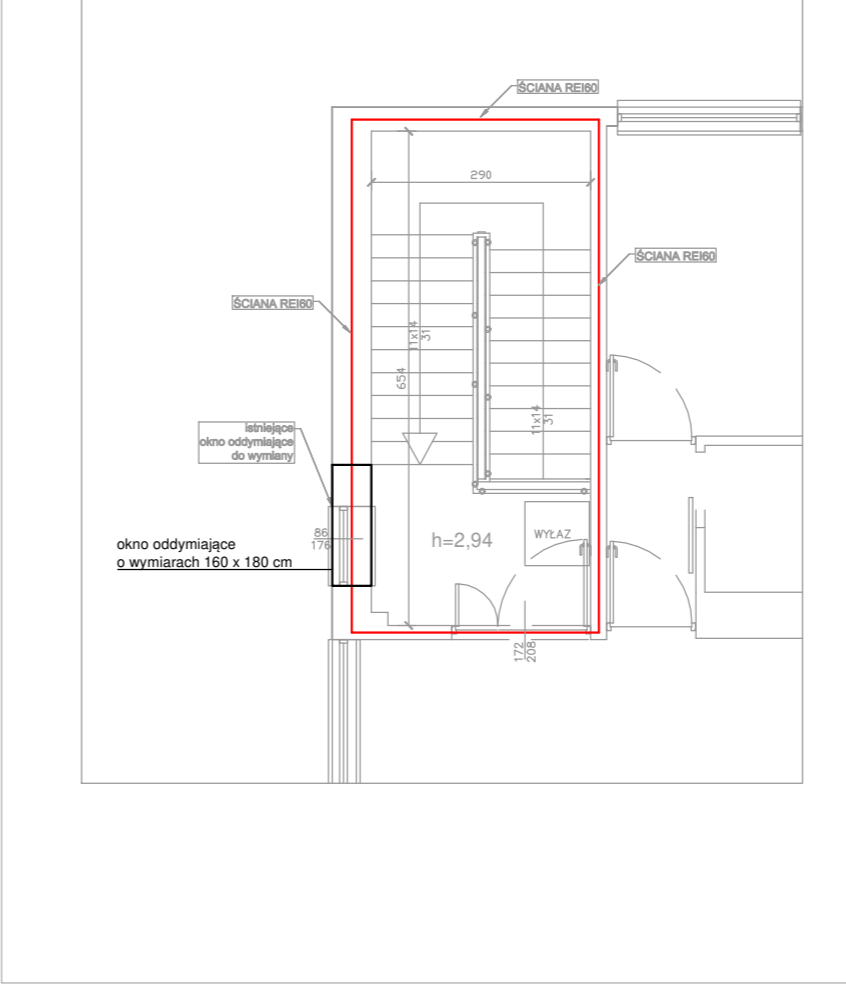 ŚCIANA REI60
290
ŚCIANA REI60
ŚCIANA REI60
11x14
31
654
11x14
31
istniejące
okno oddymiające
do wymiany
86
176
h=2,94
WYŁAZ
okno oddymiające
o wymiarach 160 x 180 cm
172
208